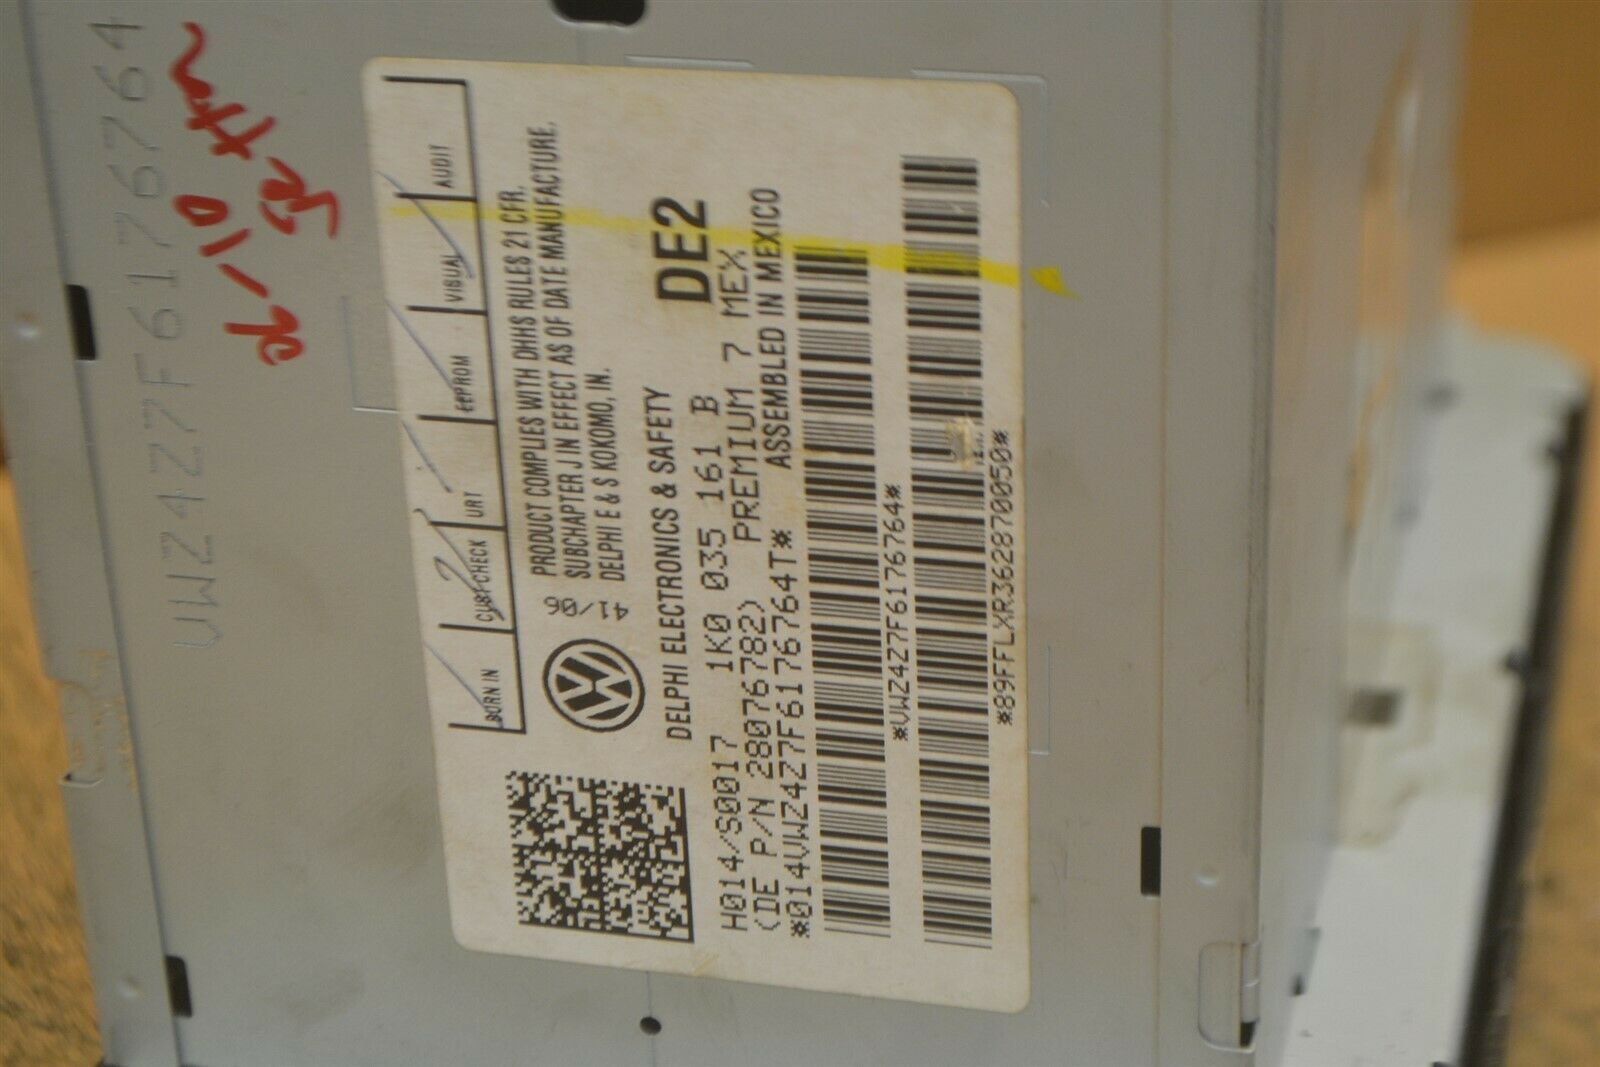 VWZ4Z7F6176764
06/10
BURN IN CUST CHECK URT EEPROM VISUAL AUDIT
41/06
PRODUCT COMPLIES WITH DHHS RULES 21 CFR.
SUBCHAPTER J IN EFFECT AS OF DATE MANUFACTURE.
DELPHI E & S KOKOMO, IN.
DELPHI ELECTRONICS & SAFETY
DE2
H014/S0017 1K0 035 161 B
(DE P/N 28076782) PREMIUM 7 MEX
*014VWZ4Z7F6176764T* ASSEMBLED IN MEXICO
*VWZ4Z7F6176764*
*89FFLXR362870050*